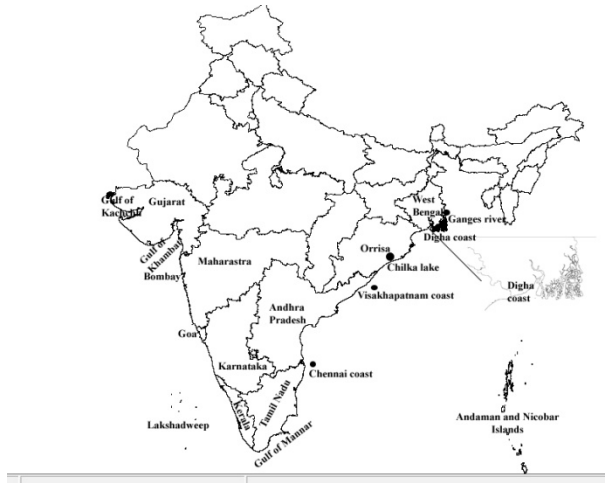 West
Bengal
Gulf of
Kachchh
Gujarat
Ganges river
Digha coast
Gulf of
Khambat
Orrisa
Maharastra
Chilka lake
Bombay
Digha
coast
Visakhapatnam coast
Andhra
Pradesh
Goa
Karnataka
Chennai coast
Tamil Nadu
Kerala
Lakshadweep
Andaman and Nicobar
Islands
Gulf of Mannar